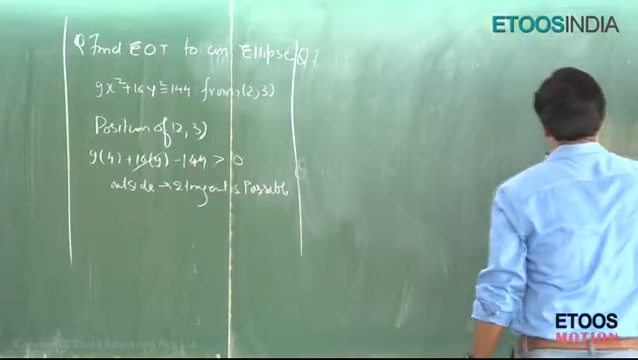 ETOOSINDIA
Q Find EOT to an Ellipse Q
9x²+16y²=144 from (2,3)
Position of (2,3)
9(4)+16(9)-144 > 0
outside → 2 tangents Possible
ETOOS
MOTION